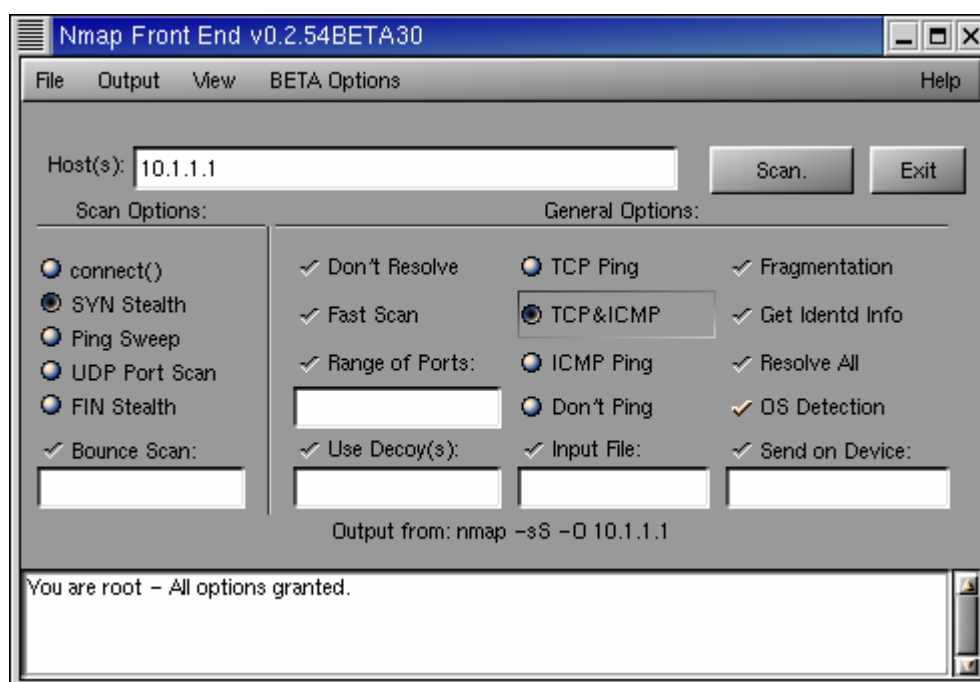 Nmap Front End v0.2.54BETA30
File Output View BETA Options Help
Host(s): 10.1.1.1 Scan. Exit
Scan Options: General Options:
connect() Don't Resolve TCP Ping Fragmentation
SYN Stealth Fast Scan TCP&ICMP Get Identd Info
Ping Sweep Range of Ports: ICMP Ping Resolve All
UDP Port Scan
FIN Stealth Don't Ping OS Detection
Bounce Scan: Use Decoy(s): Input File: Send on Device:
Output from: nmap -sS -O 10.1.1.1
You are root - All options granted.